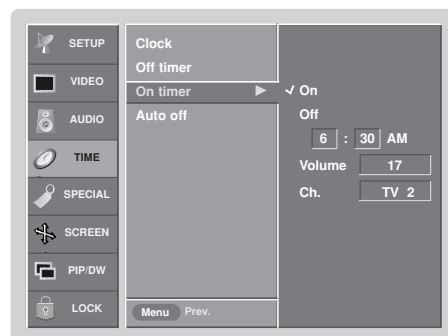 SETUP
VIDEO
AUDIO
TIME
SPECIAL
SCREEN
PIP/DW
LOCK
Clock
Off timer
On timer
Auto off
Menu Prev.
On
Off
6 : 30 AM
Volume 17
Ch. TV 2